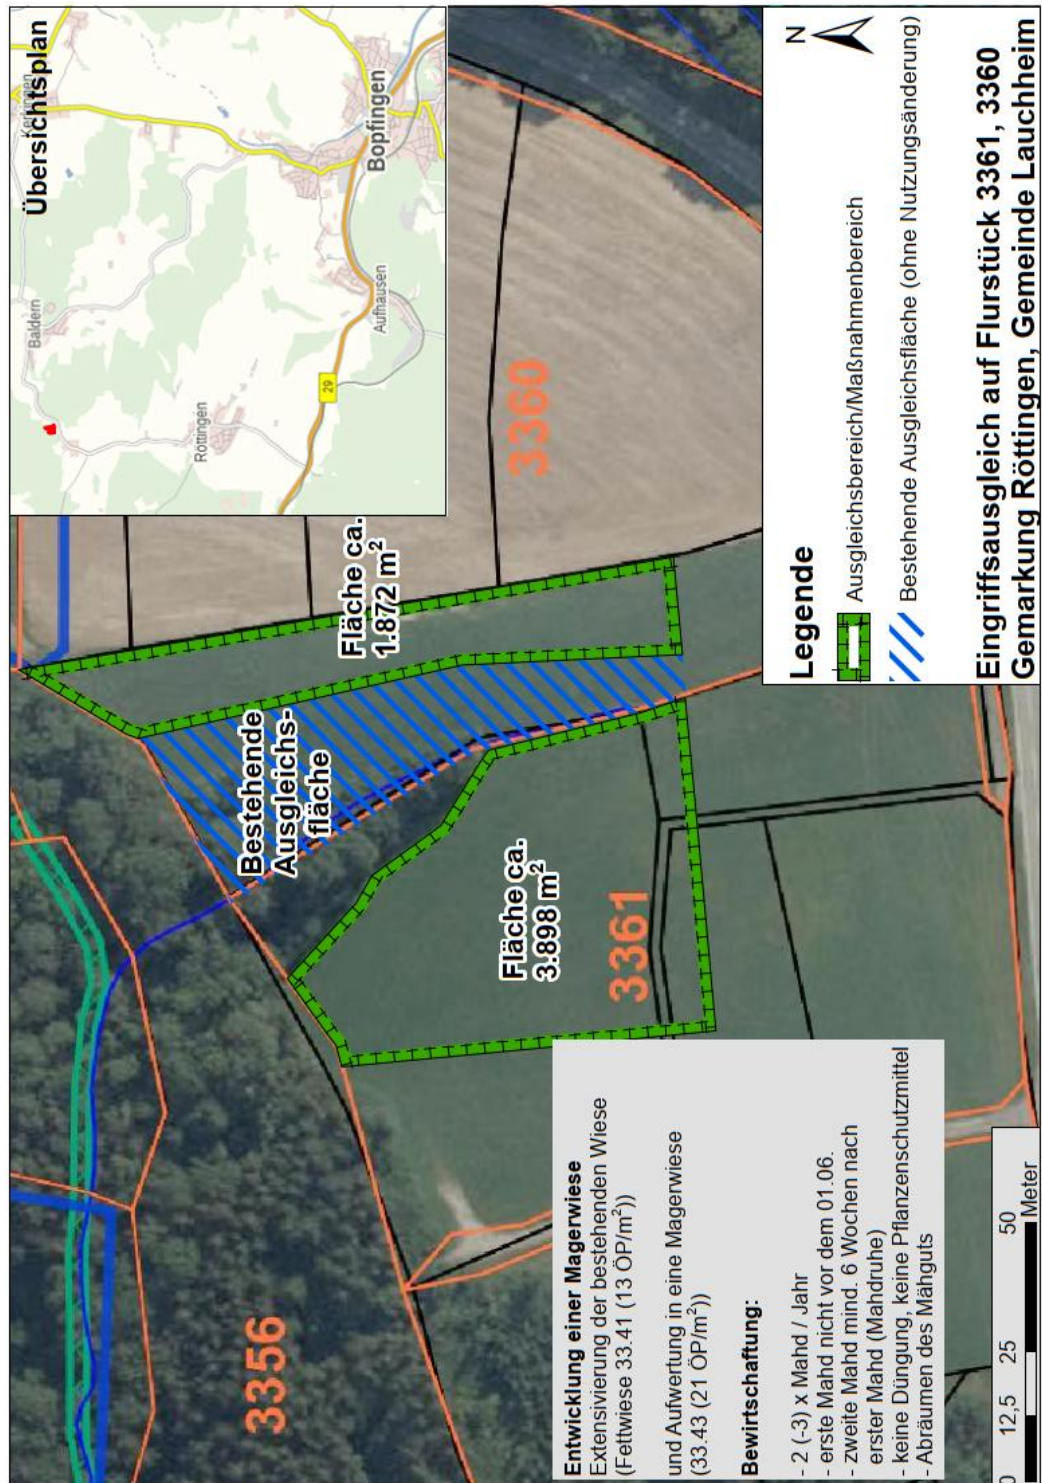 Übersichtsplan
Baldern
Röttingen
Aufhausen
Bopfingen
29
Fläche ca.
1.872 m²
Bestehende
Ausgleichs-
fläche
Fläche ca.
3.898 m²
3356
3361
3360
Entwicklung einer Magerwiese
Extensivierung der bestehenden Wiese
(Fettwiese 33.41 (13 ÖP/m²))
und Aufwertung in eine Magerwiese
(33.43 (21 ÖP/m²))
Bewirtschaftung:
- 2 (-3) x Mahd / Jahr
- erste Mahd nicht vor dem 01.06.
zweite Mahd mind. 6 Wochen nach
erster Mahd (Mahdruhe)
- keine Düngung, keine Pflanzenschutzmittel
- Abräumen des Mähguts
0 12,5 25 50
Meter
Legende
N
Ausgleichsbereich/Maßnahmenbereich
Bestehende Ausgleichsfläche (ohne Nutzungsänderung)
Eingriffsausgleich auf Flurstück 3361, 3360
Gemarkung Röttingen, Gemeinde Lauchheim